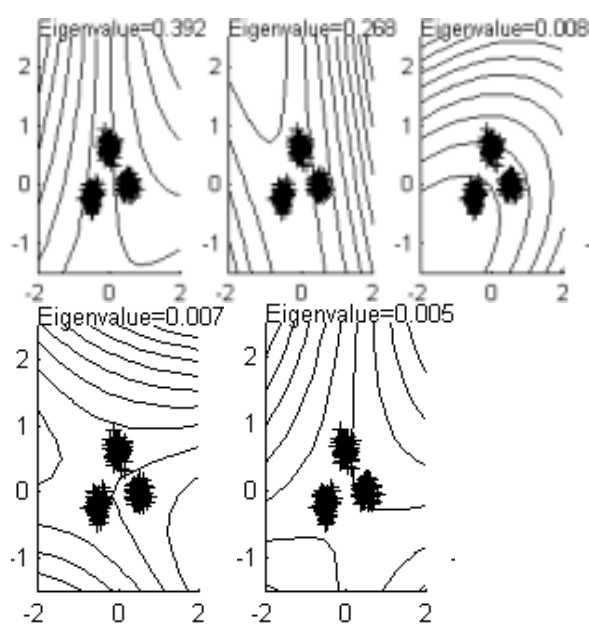 Eigenvalue=0.392 Eigenvalue=0.268 Eigenvalue=0.008
2 2 2
1 1 1
0 0 0
-1 -1 -1
-2 0 2 -2 0 2 -2 0 2
Eigenvalue=0.007 Eigenvalue=0.005
2 2
1 1
0 0
-1 -1
-2 0 2 -2 0 2